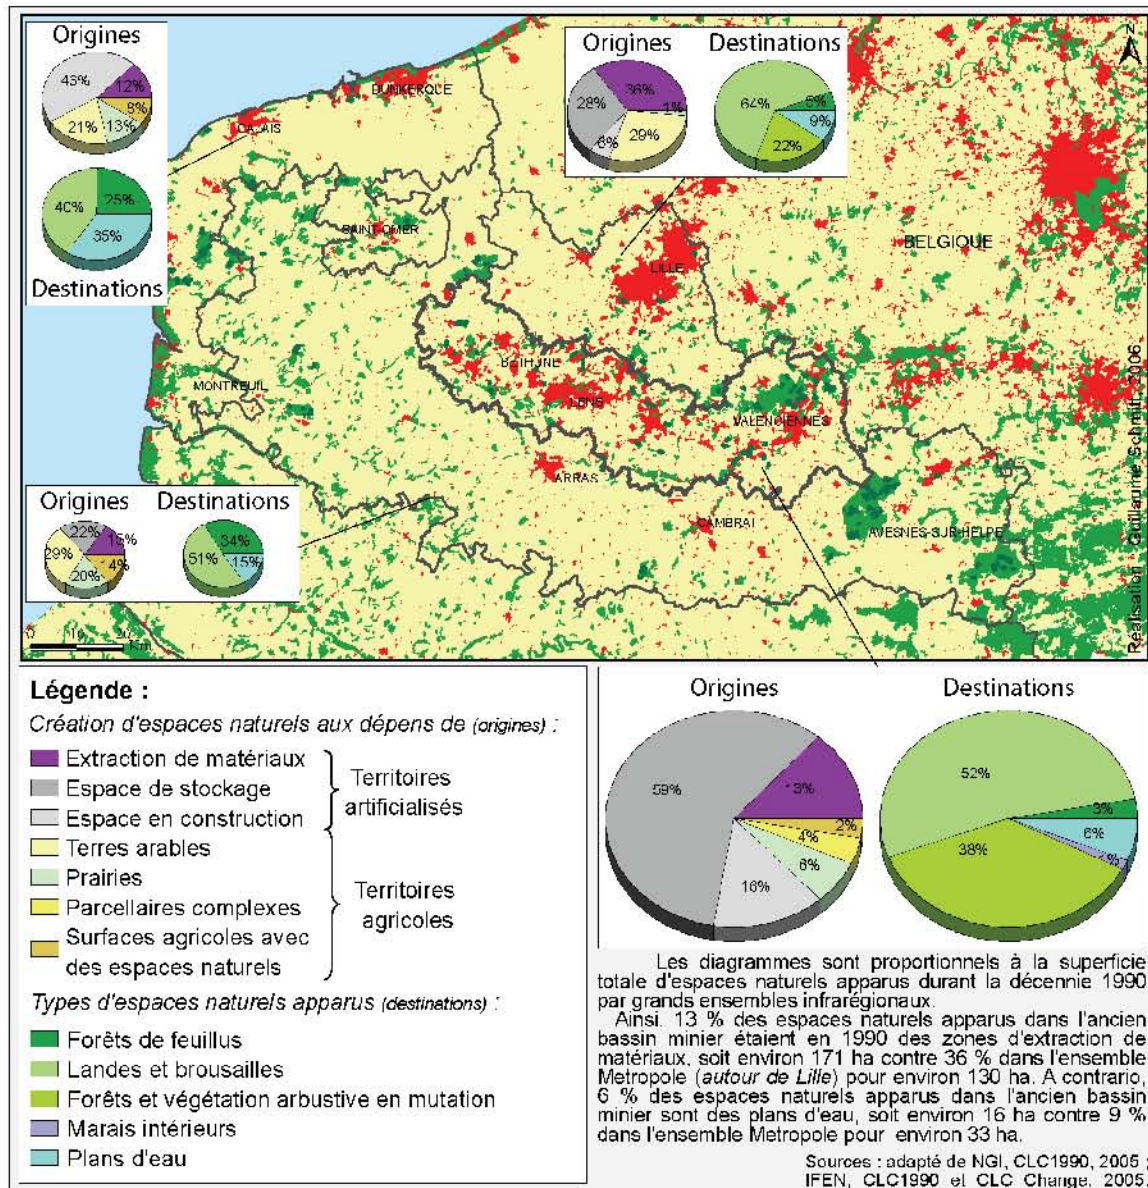 Origines
43%
12%
8%
13%
21%
40%
25%
35%
Destinations
Origines
Destinations
36%
28%
1%
6%
29%
64%
5%
9%
22%
N
DUNKERQUE
CALAIS
SAINT-OMER
LILLE
BELGIQUE
BETHUNE
MONTREUIL
LENS
VALENCIENNES
ARRAS
CAMBRAI
AVESNES-SUR-HELPE
Origines
Destinations
22%
15%
29%
14%
20%
34%
51%
15%
0 10 20
Km
Réalisation : Guillaume Schmitt, 2006
Légende :
Création d'espaces naturels aux dépens de (origines) :
Extraction de matériaux
Espace de stockage
Espace en construction
Territoires
artificialisés
Terres arables
Prairies
Parcellaires complexes
Surfaces agricoles avec
des espaces naturels
Territoires
agricoles
Types d'espaces naturels apparus (destinations) :
Forêts de feuillus
Landes et brousailles
Forêts et végétation arbustive en mutation
Marais intérieurs
Plans d'eau
Origines
Destinations
59%
13%
2%
4%
6%
16%
52%
3%
6%
1%
38%
Les diagrammes sont proportionnels à la superficie
totale d'espaces naturels apparus durant la décennie 1990
par grands ensembles infrarégionaux.
Ainsi. 13 % des espaces naturels apparus dans l'ancien
bassin minier étaient en 1990 des zones d'extraction de
matériaux, soit environ 171 ha contre 36 % dans l'ensemble
Metropole (autour de Lille) pour environ 130 ha. A contrario,
6 % des espaces naturels apparus dans l'ancien bassin
minier sont des plans d'eau, soit environ 16 ha contre 9 %
dans l'ensemble Metropole pour environ 33 ha.
Sources : adapté de NGI, CLC1990, 2005 ;
IFEN, CLC1990 et CLC Change, 2005